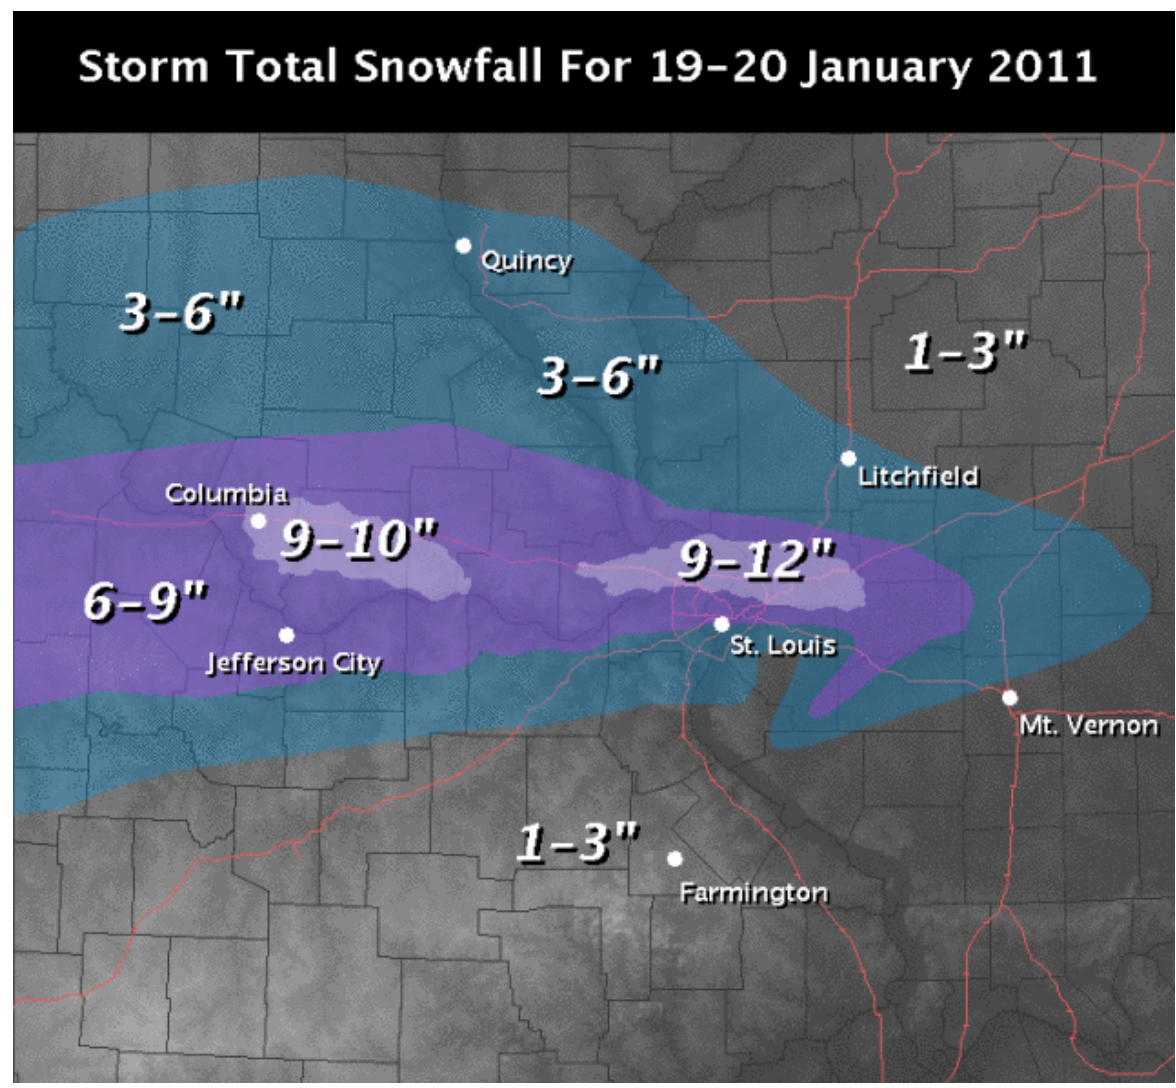 Storm Total Snowfall For 19-20 January 2011
Quincy
3-6"
3-6"
1-3"
Litchfield
Columbia
9-10"
9-12"
6-9"
St. Louis
Jefferson City
Mt. Vernon
1-3"
Farmington